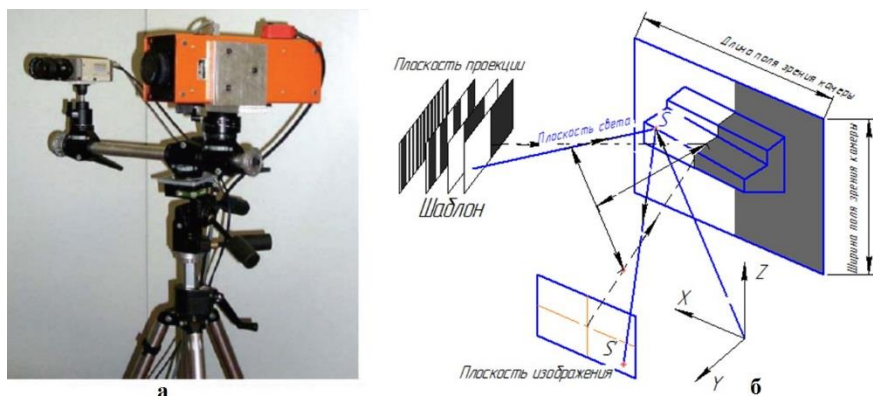 Плоскость проекции
Плоскость света
Шаблон
S
Длина поля зрения камеры
Ширина поля зрения камеры
Z
X
Y
S
Плоскость изображения
а
б